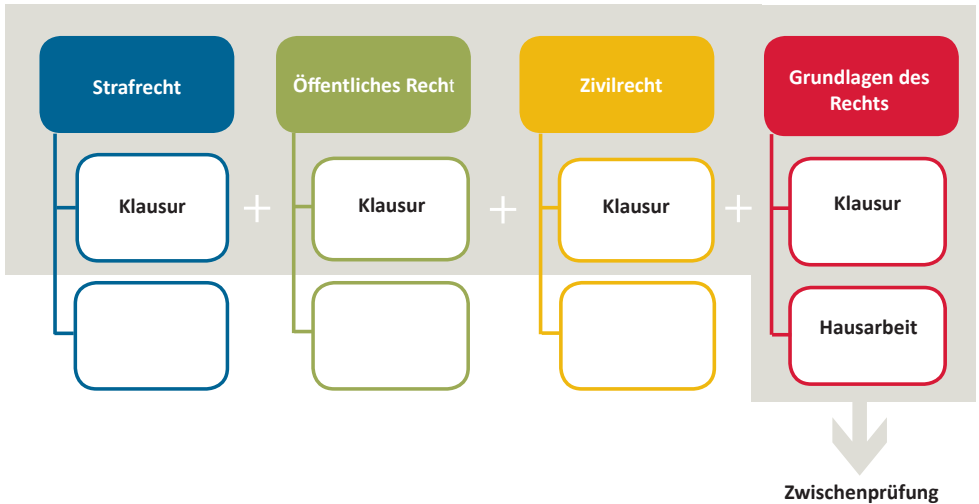 Strafrecht
Öffentliches Recht
Zivilrecht
Grundlagen des
Rechts
Klausur
+
Klausur
+
Klausur
+
Klausur
Hausarbeit
Zwischenprüfung